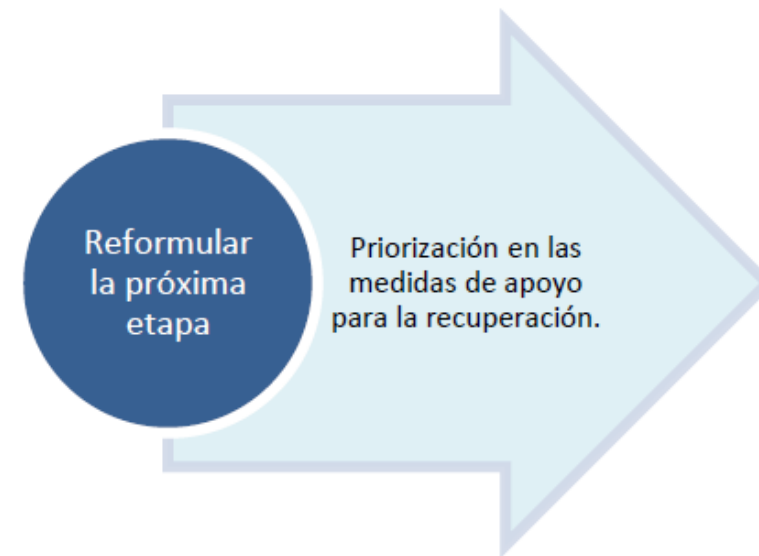 Reformular
la próxima
etapa
Priorización en las
medidas de apoyo
para la recuperación.